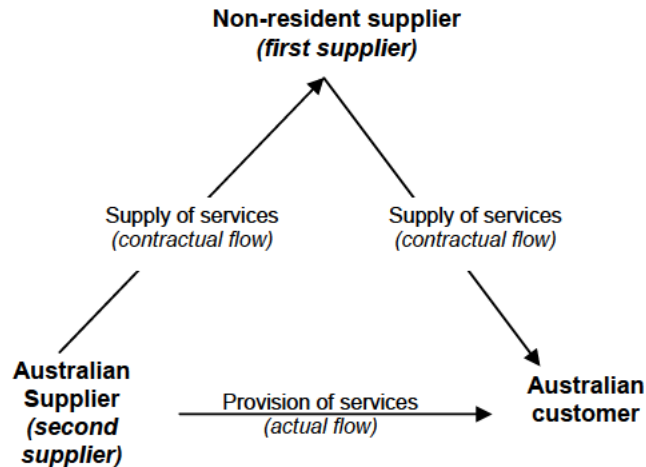 Non-resident supplier
(first supplier)
Supply of services
(contractual flow)
Supply of services
(contractual flow)
Australian
Supplier
(second
supplier)
Provision of services
(actual flow)
Australian
customer